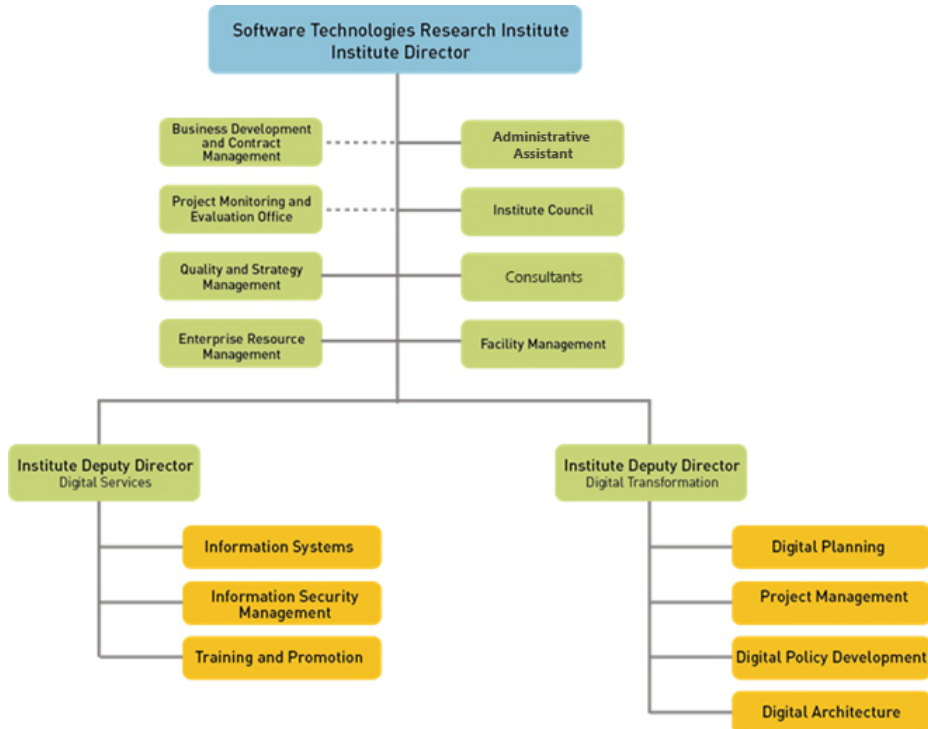 Software Technologies Research Institute
Institute Director
Business Development
and Contract
Management
Administrative
Assistant
Project Monitoring and
Evaluation Office
Institute Council
Quality and Strategy
Management
Consultants
Enterprise Resource
Management
Facility Management
Institute Deputy Director
Digital Services
Institute Deputy Director
Digital Transformation
Information Systems
Information Security
Management
Training and Promotion
Digital Planning
Project Management
Digital Policy Development
Digital Architecture